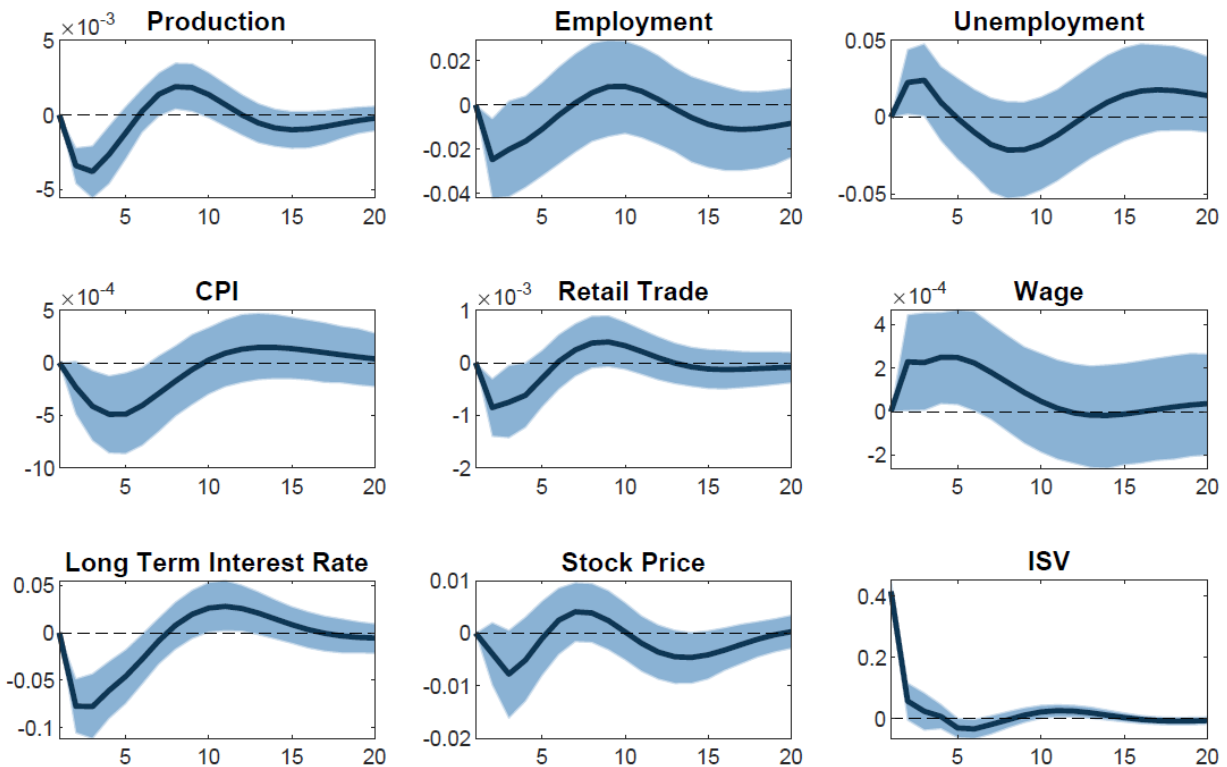 Production
×10-3
5
0
-5
5 10 15 20
Employment
0.02
0
-0.02
-0.04
5 10 15 20
Unemployment
0.05
0
-0.05
5 10 15 20
CPI
×10-4
5
0
-5
-10
5 10 15 20
Retail Trade
×10-3
1
0
-1
-2
5 10 15 20
Wage
×10-4
4
2
0
-2
5 10 15 20
Long Term Interest Rate
0.05
0
-0.05
-0.1
5 10 15 20
Stock Price
0.01
0
-0.01
-0.02
5 10 15 20
ISV
0.4
0.2
0
5 10 15 20